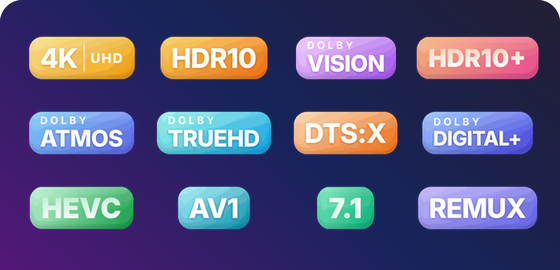 4K UHD
HDR10
DOLBY
VISION
HDR10+
DOLBY
ATMOS
DOLBY
TRUEHD
DTS:X
DOLBY
DIGITAL+
HEVC
AV1
7.1
REMUX